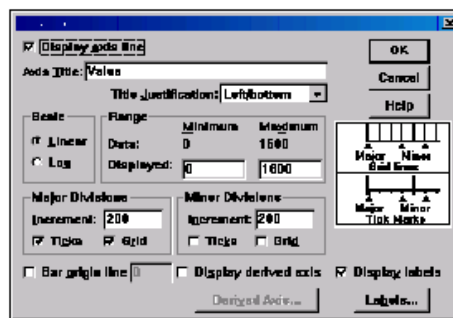 Display axis line
OK
Axis Title: Value
Cancel
Title Justification: Left/bottom
Help
Scale
Range
Minimum Maximum
Linear
Data: 0 1500
Log
Displayed: 0 1600
Major Minor
Grid lines
Major Divisions
Minor Divisions
Major Minor
Tick Marks
Increment: 200
Increment: 200
Ticks Grid
Ticks Grid
Bar origin line 0 Display derived axis Display labels
Derived Axis... Labels...